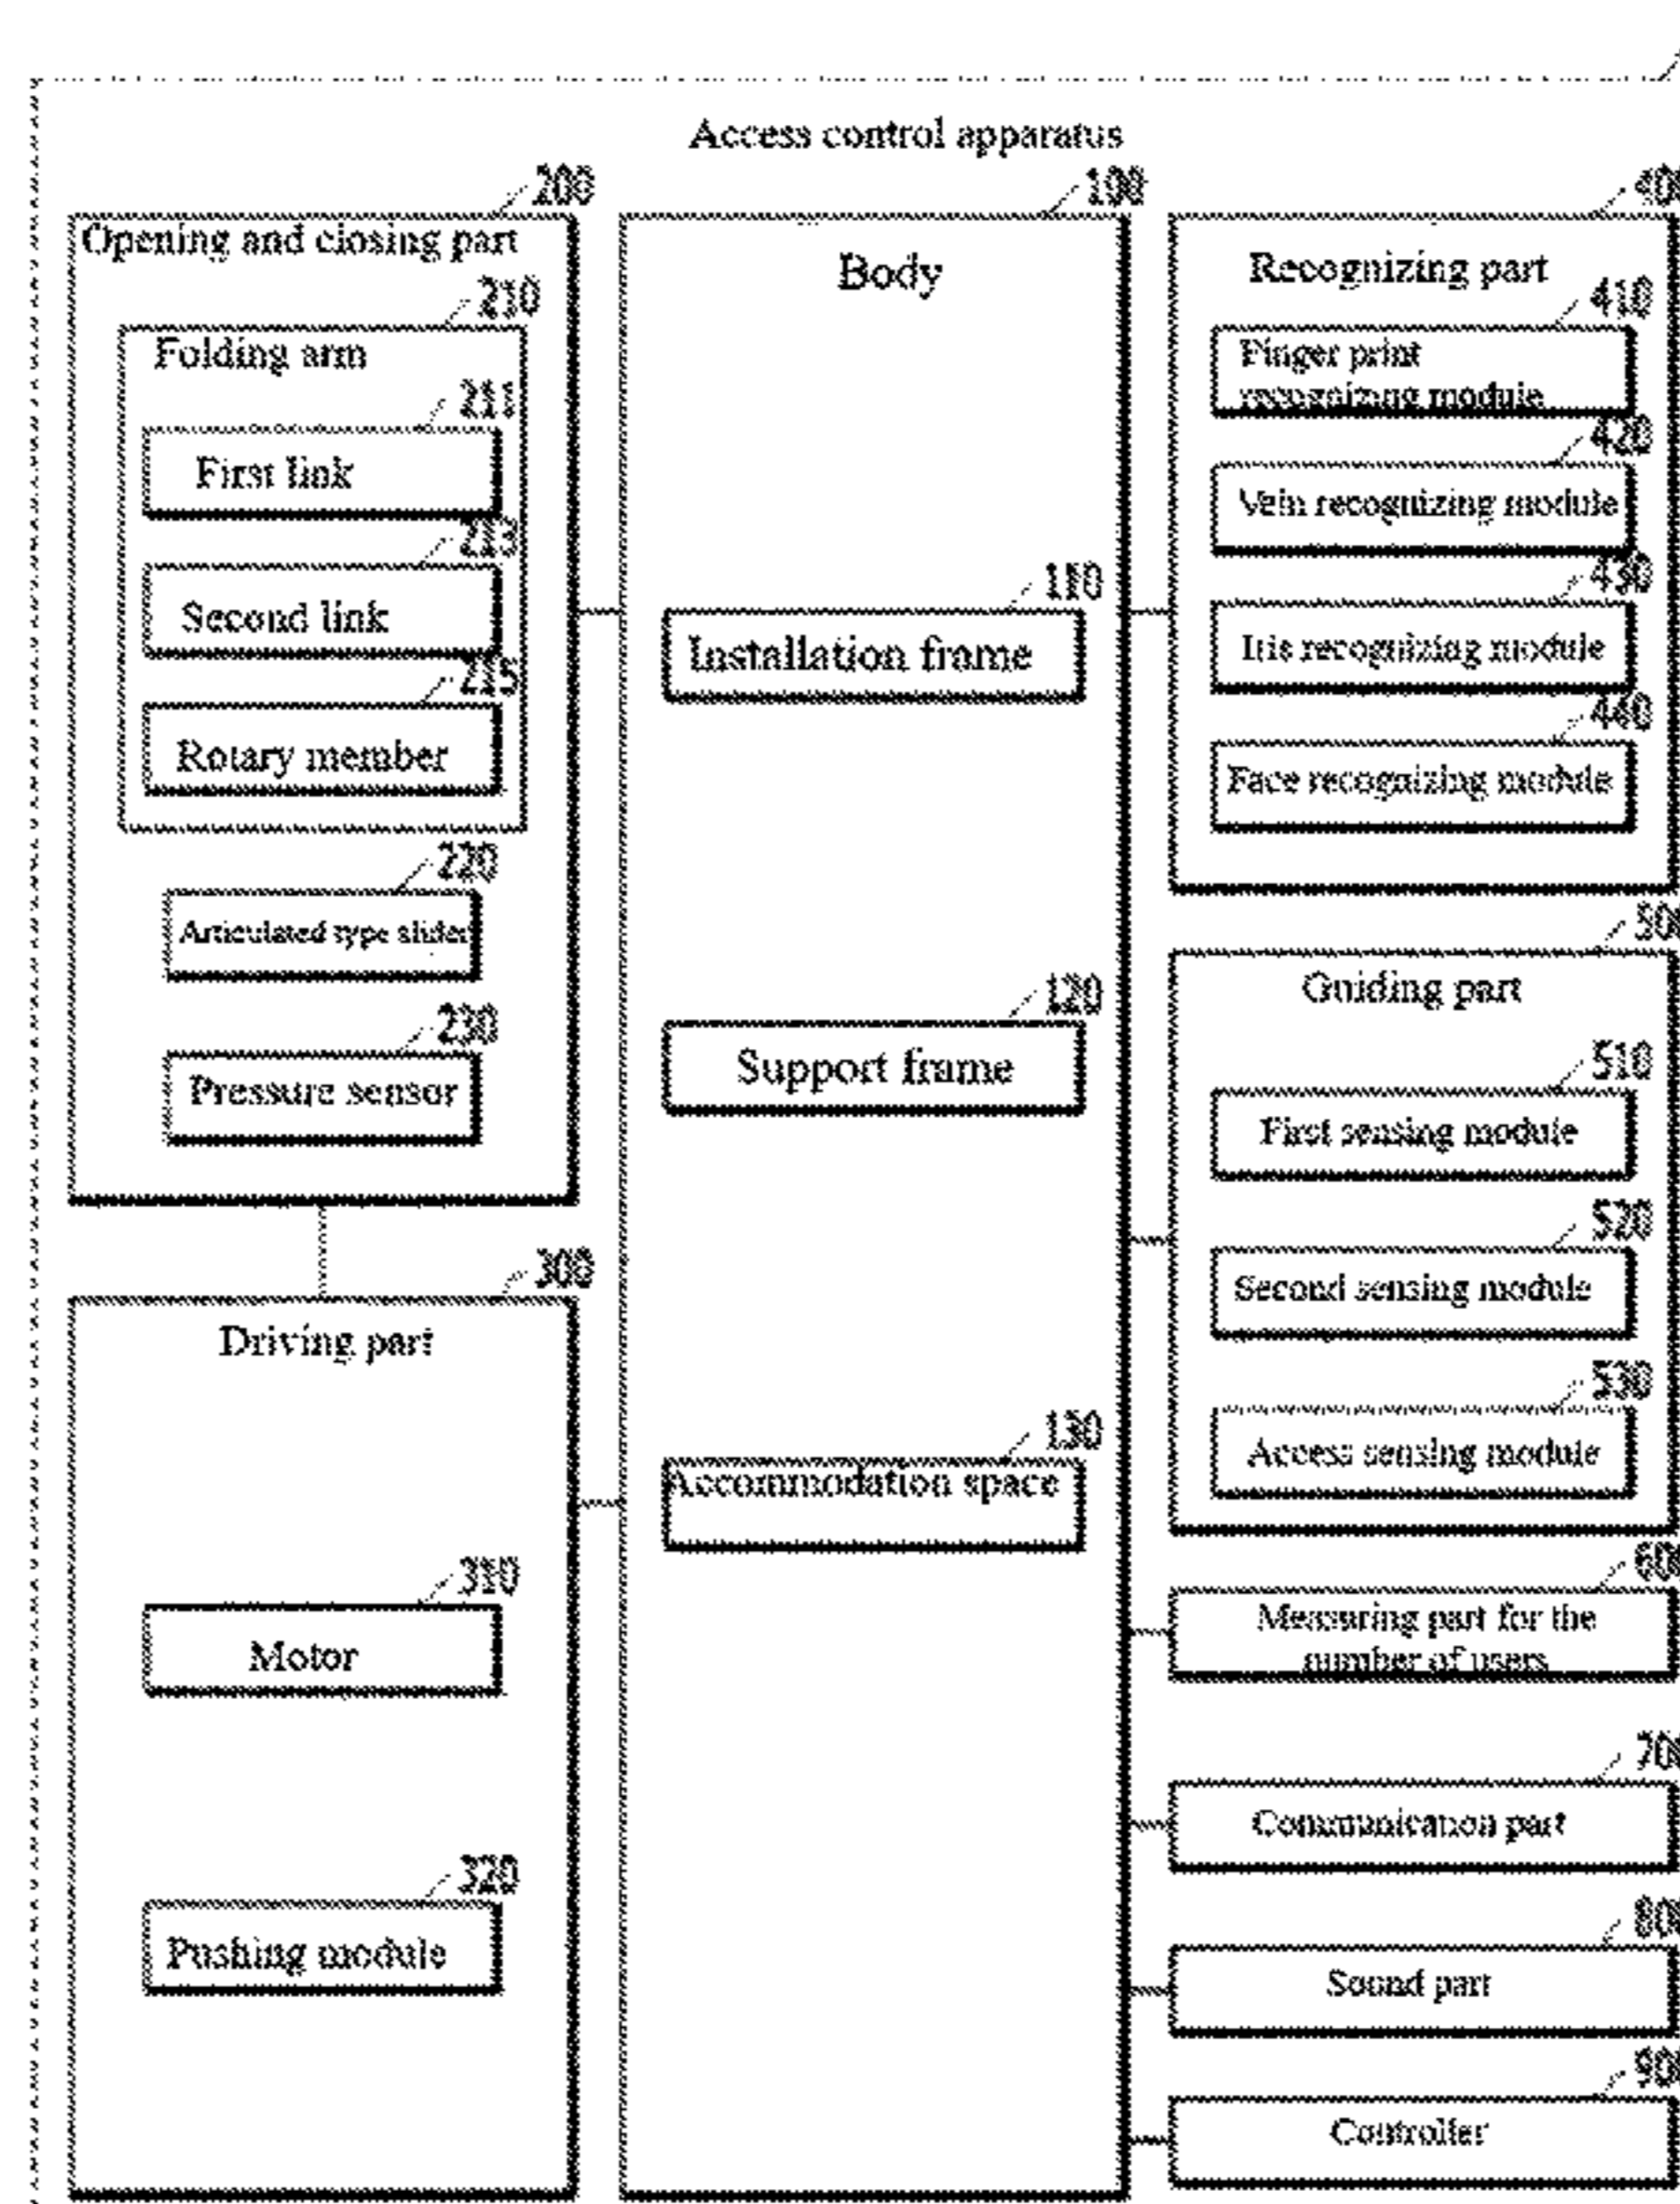 Access control apparatus
200
Opening and closing part
210
Folding arm
211
First link
213
Second link
215
Rotary member
220
Articulated type slider
230
Pressure sensor
300
Driving part
310
Motor
320
Pushing module
100
Body
110
Installation frame
120
Support frame
130
Accommodation space
Recognizing part
410
Finger print
recognizing module
420
Vein recognizing module
430
Iris recognizing module
440
Face recognizing module
Guiding part
510
First sensing module
520
Second sensing module
530
Access sensing module
Measuring part for the
number of users
Communication part
Sound part
Controller